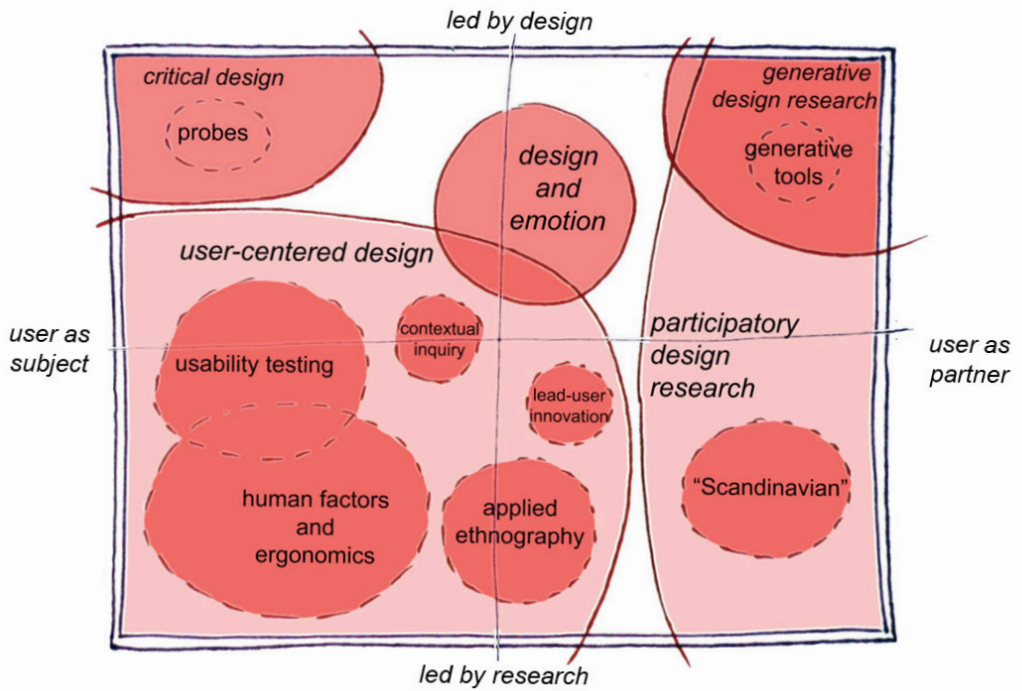 led by design
critical design
probes
generative
design research
generative
tools
design
and
emotion
user-centered design
user as
subject
usability testing
contextual
inquiry
participatory
design
research
user as
partner
lead-user
innovation
human factors
and
ergonomics
applied
ethnography
“Scandinavian”
led by research